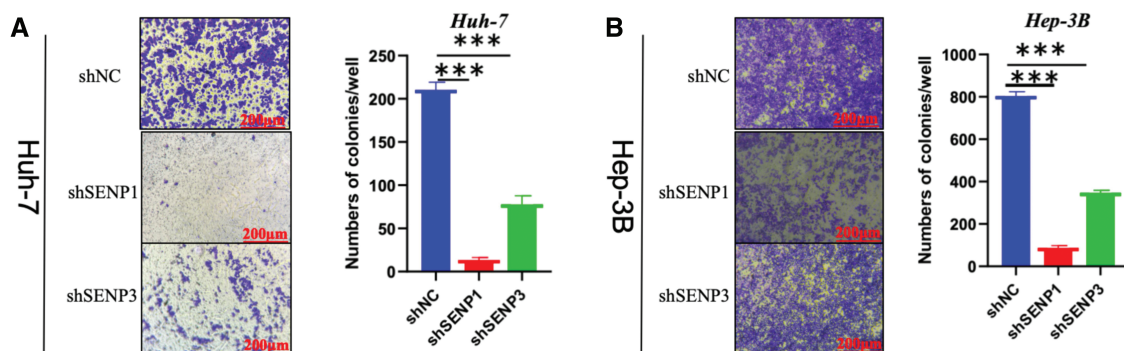 A
Huh-7
shNC
200μm
shSENP1
200μm
shSENP3
200μm
Huh-7
***
***
Numbers of colonies/well
250
200
150
100
50
0
shNC
shSENP1
shSENP3
B
Hep-3B
shNC
200μm
shSENP1
200μm
shSENP3
200μm
Hep-3B
***
***
Numbers of colonies/well
1000
800
600
400
200
0
shNC
shSENP1
shSENP3